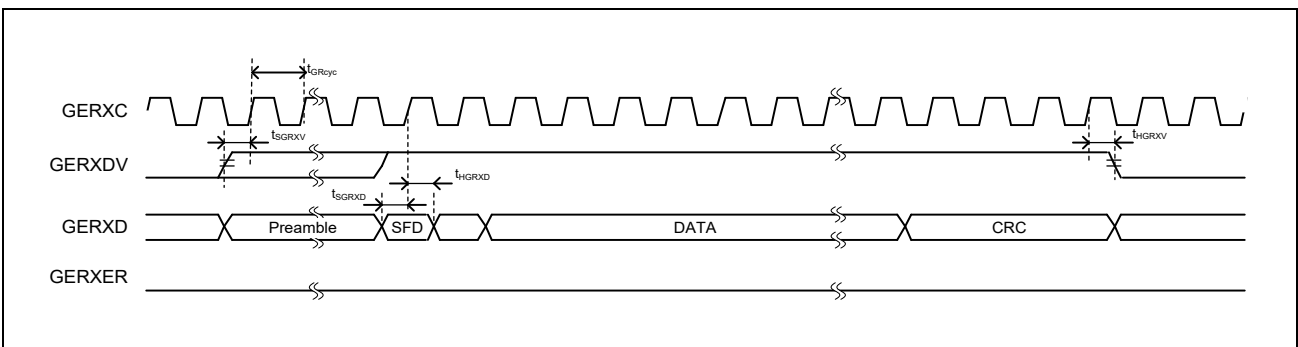 tGRcyc
GERXC
tSGRXV
tHGRXV
GERXDV
tHGRXD
tSGRXD
GERXD
Preamble
SFD
DATA
CRC
GERXER